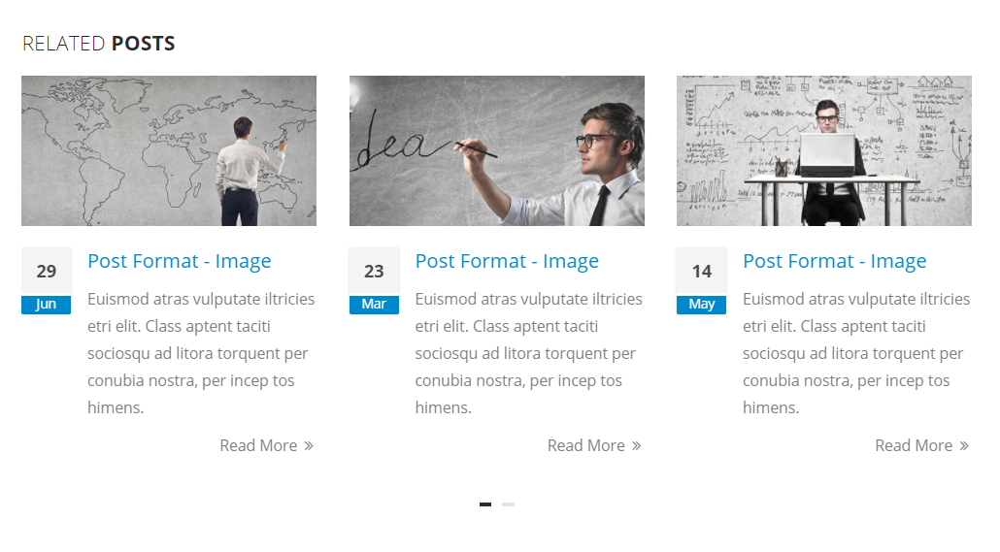 RELATED POSTS
dea
29
Jun
Post Format - Image
Euismod atras vulputate iltricies
etri elit. Class aptent taciti
sociosqu ad litora torquent per
conubia nostra, per incep tos
himens.
Read More »
23
Mar
Post Format - Image
Euismod atras vulputate iltricies
etri elit. Class aptent taciti
sociosqu ad litora torquent per
conubia nostra, per incep tos
himens.
Read More »
14
May
Post Format - Image
Euismod atras vulputate iltricies
etri elit. Class aptent taciti
sociosqu ad litora torquent per
conubia nostra, per incep tos
himens.
Read More »